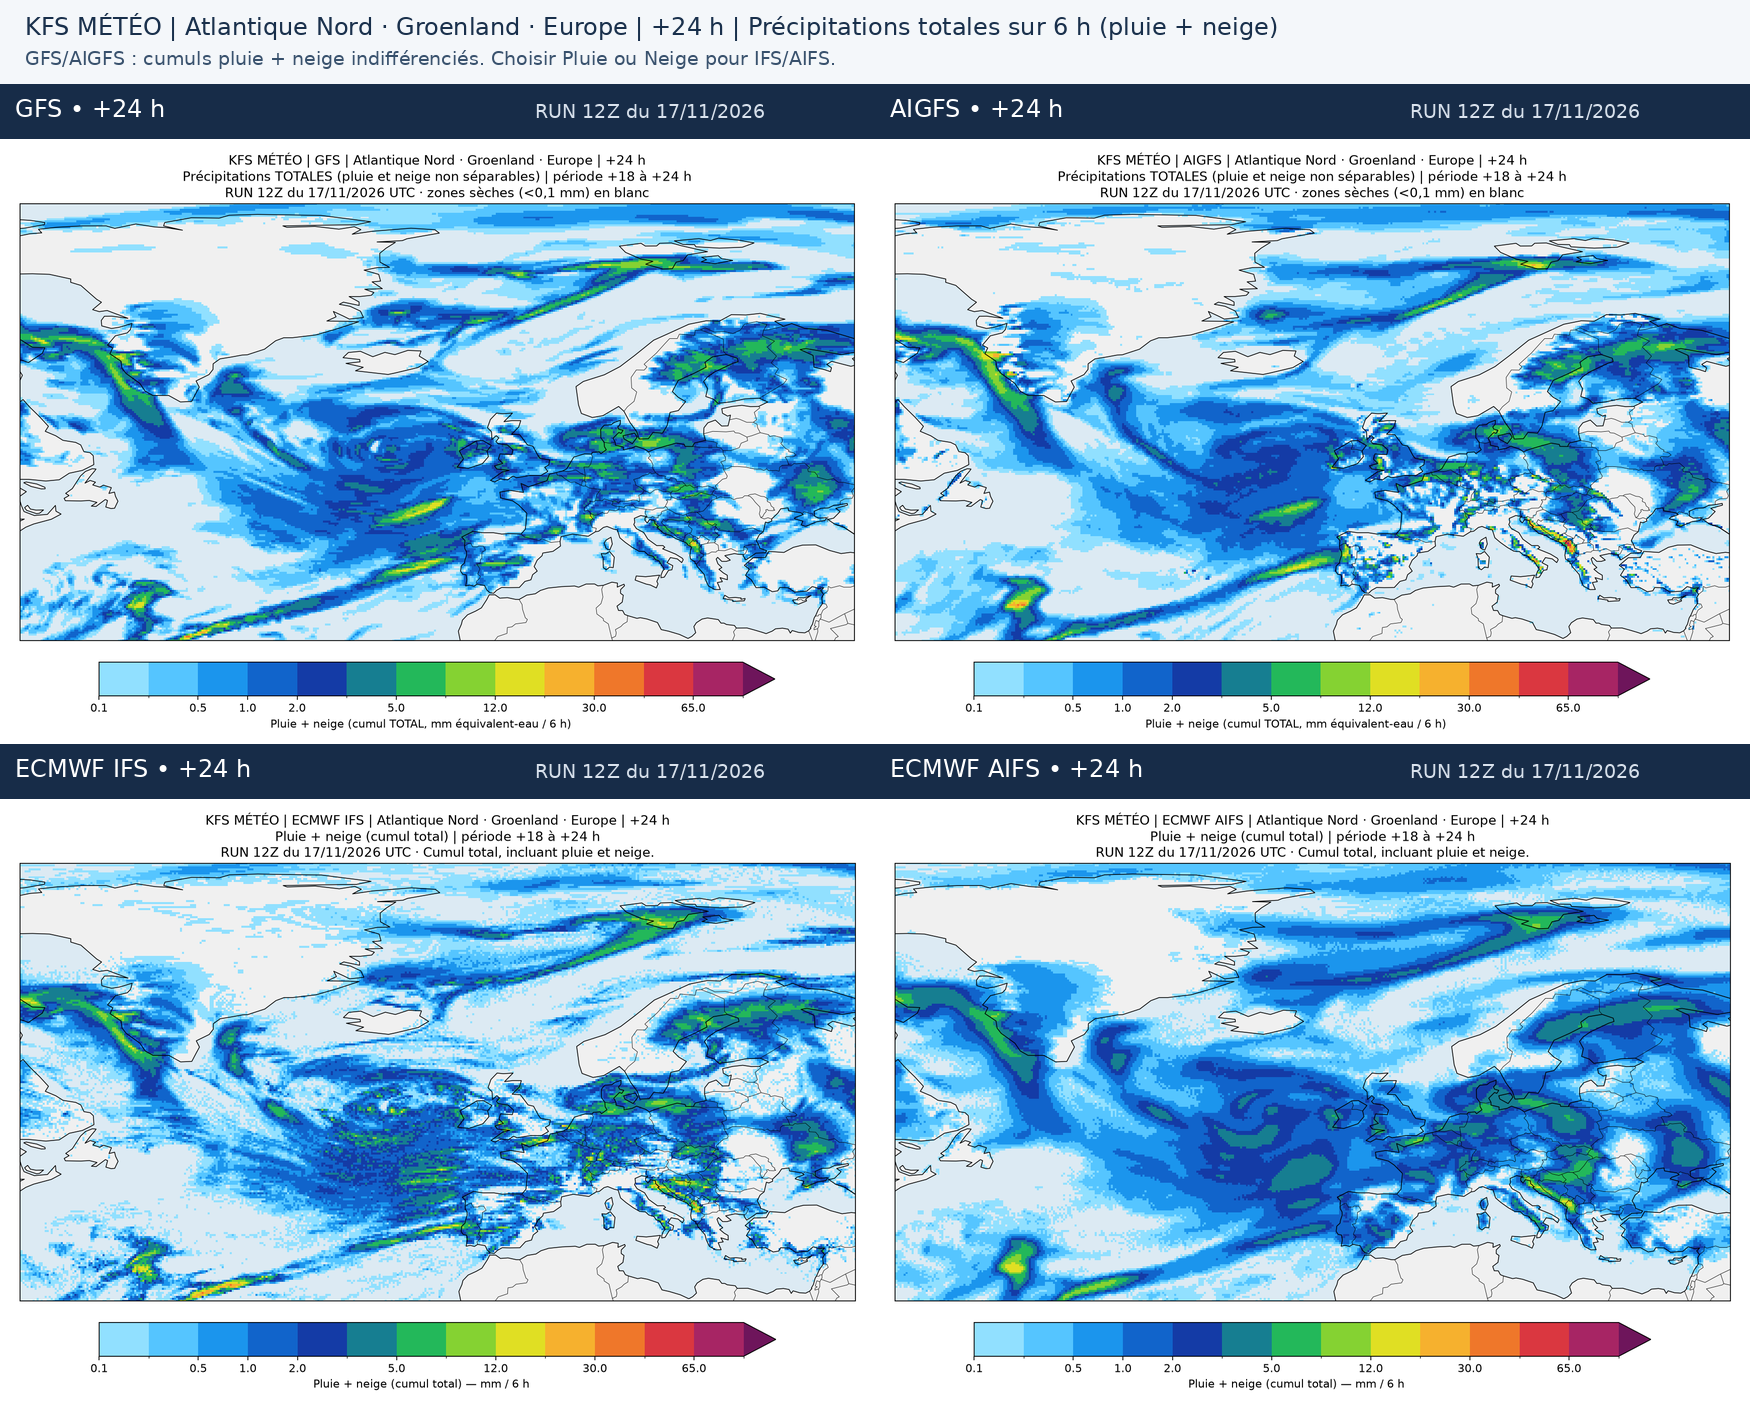 KFS MÉTÉO | Atlantique Nord · Groenland · Europe | +24 h | Précipitations totales sur 6 h (pluie + neige)
GFS/AIGFS : cumuls pluie + neige indifférenciés. Choisir Pluie ou Neige pour IFS/AIFS.
GFS • +24 h
RUN 12Z du 17/11/2026
AIGFS • +24 h
RUN 12Z du 17/11/2026
KFS MÉTÉO | GFS | Atlantique Nord · Groenland · Europe | +24 h
Précipitations TOTALES (pluie et neige non séparables) | période +18 à +24 h
RUN 12Z du 17/11/2026 UTC · zones sèches (<0,1 mm) en blanc
KFS MÉTÉO | AIGFS | Atlantique Nord · Groenland · Europe | +24 h
Précipitations TOTALES (pluie et neige non séparables) | période +18 à +24 h
RUN 12Z du 17/11/2026 UTC · zones sèches (<0,1 mm) en blanc
0.1 0.5 1.0 2.0 5.0 12.0 30.0 65.0
Pluie + neige (cumul TOTAL, mm équivalent-eau / 6 h)
0.1 0.5 1.0 2.0 5.0 12.0 30.0 65.0
Pluie + neige (cumul TOTAL, mm équivalent-eau / 6 h)
ECMWF IFS • +24 h
RUN 12Z du 17/11/2026
ECMWF AIFS • +24 h
RUN 12Z du 17/11/2026
KFS MÉTÉO | ECMWF IFS | Atlantique Nord · Groenland · Europe | +24 h
Pluie + neige (cumul total) | période +18 à +24 h
RUN 12Z du 17/11/2026 UTC · Cumul total, incluant pluie et neige.
KFS MÉTÉO | ECMWF AIFS | Atlantique Nord · Groenland · Europe | +24 h
Pluie + neige (cumul total) | période +18 à +24 h
RUN 12Z du 17/11/2026 UTC · Cumul total, incluant pluie et neige.
0.1 0.5 1.0 2.0 5.0 12.0 30.0 65.0
Pluie + neige (cumul total) — mm / 6 h
0.1 0.5 1.0 2.0 5.0 12.0 30.0 65.0
Pluie + neige (cumul total) — mm / 6 h